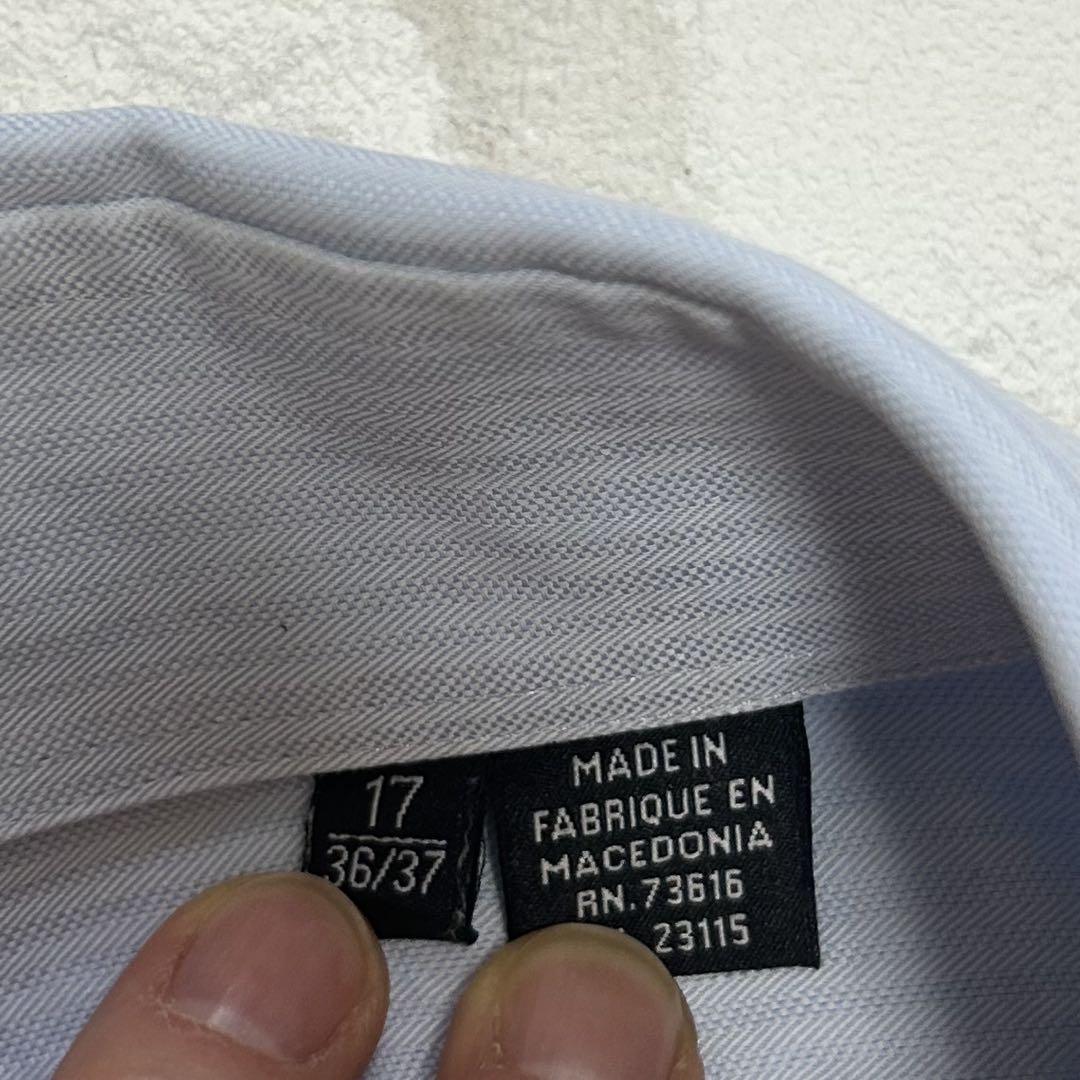 17
36/37
MADE IN
FABRIQUE EN
MACEDONIA
RN.73616
23115